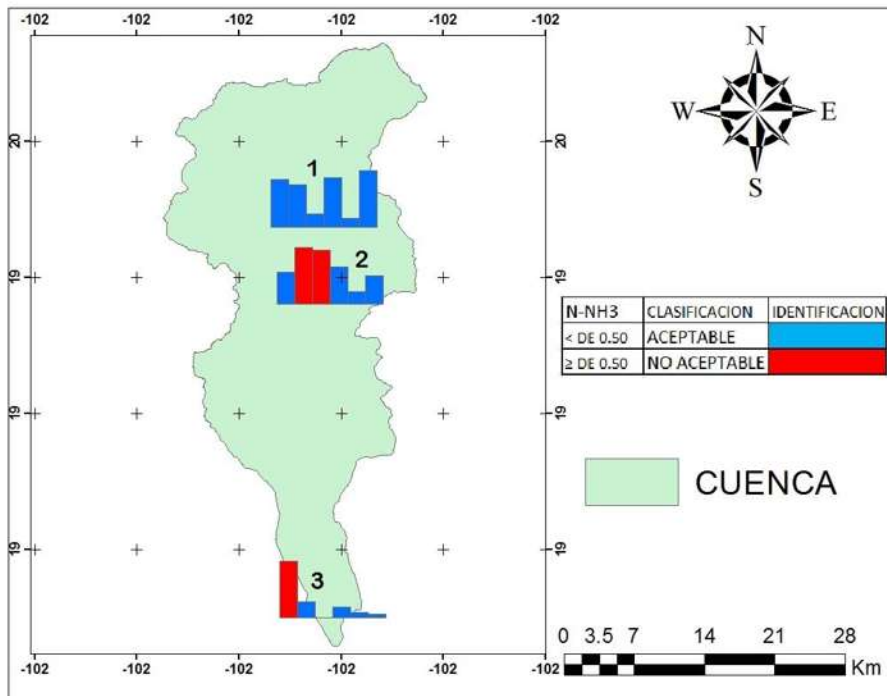 -102 -102 -102 -102 -102 -102
N
W E
S
20 20
1
2
19 19
N-NH3 CLASIFICACION IDENTIFICACION
< DE 0.50 ACEPTABLE
≥ DE 0.50 NO ACEPTABLE
19 19
CUENCA
19 19
3
0 3.5 7 14 21 28
Km
-102 -102 -102 -102 -102 -102